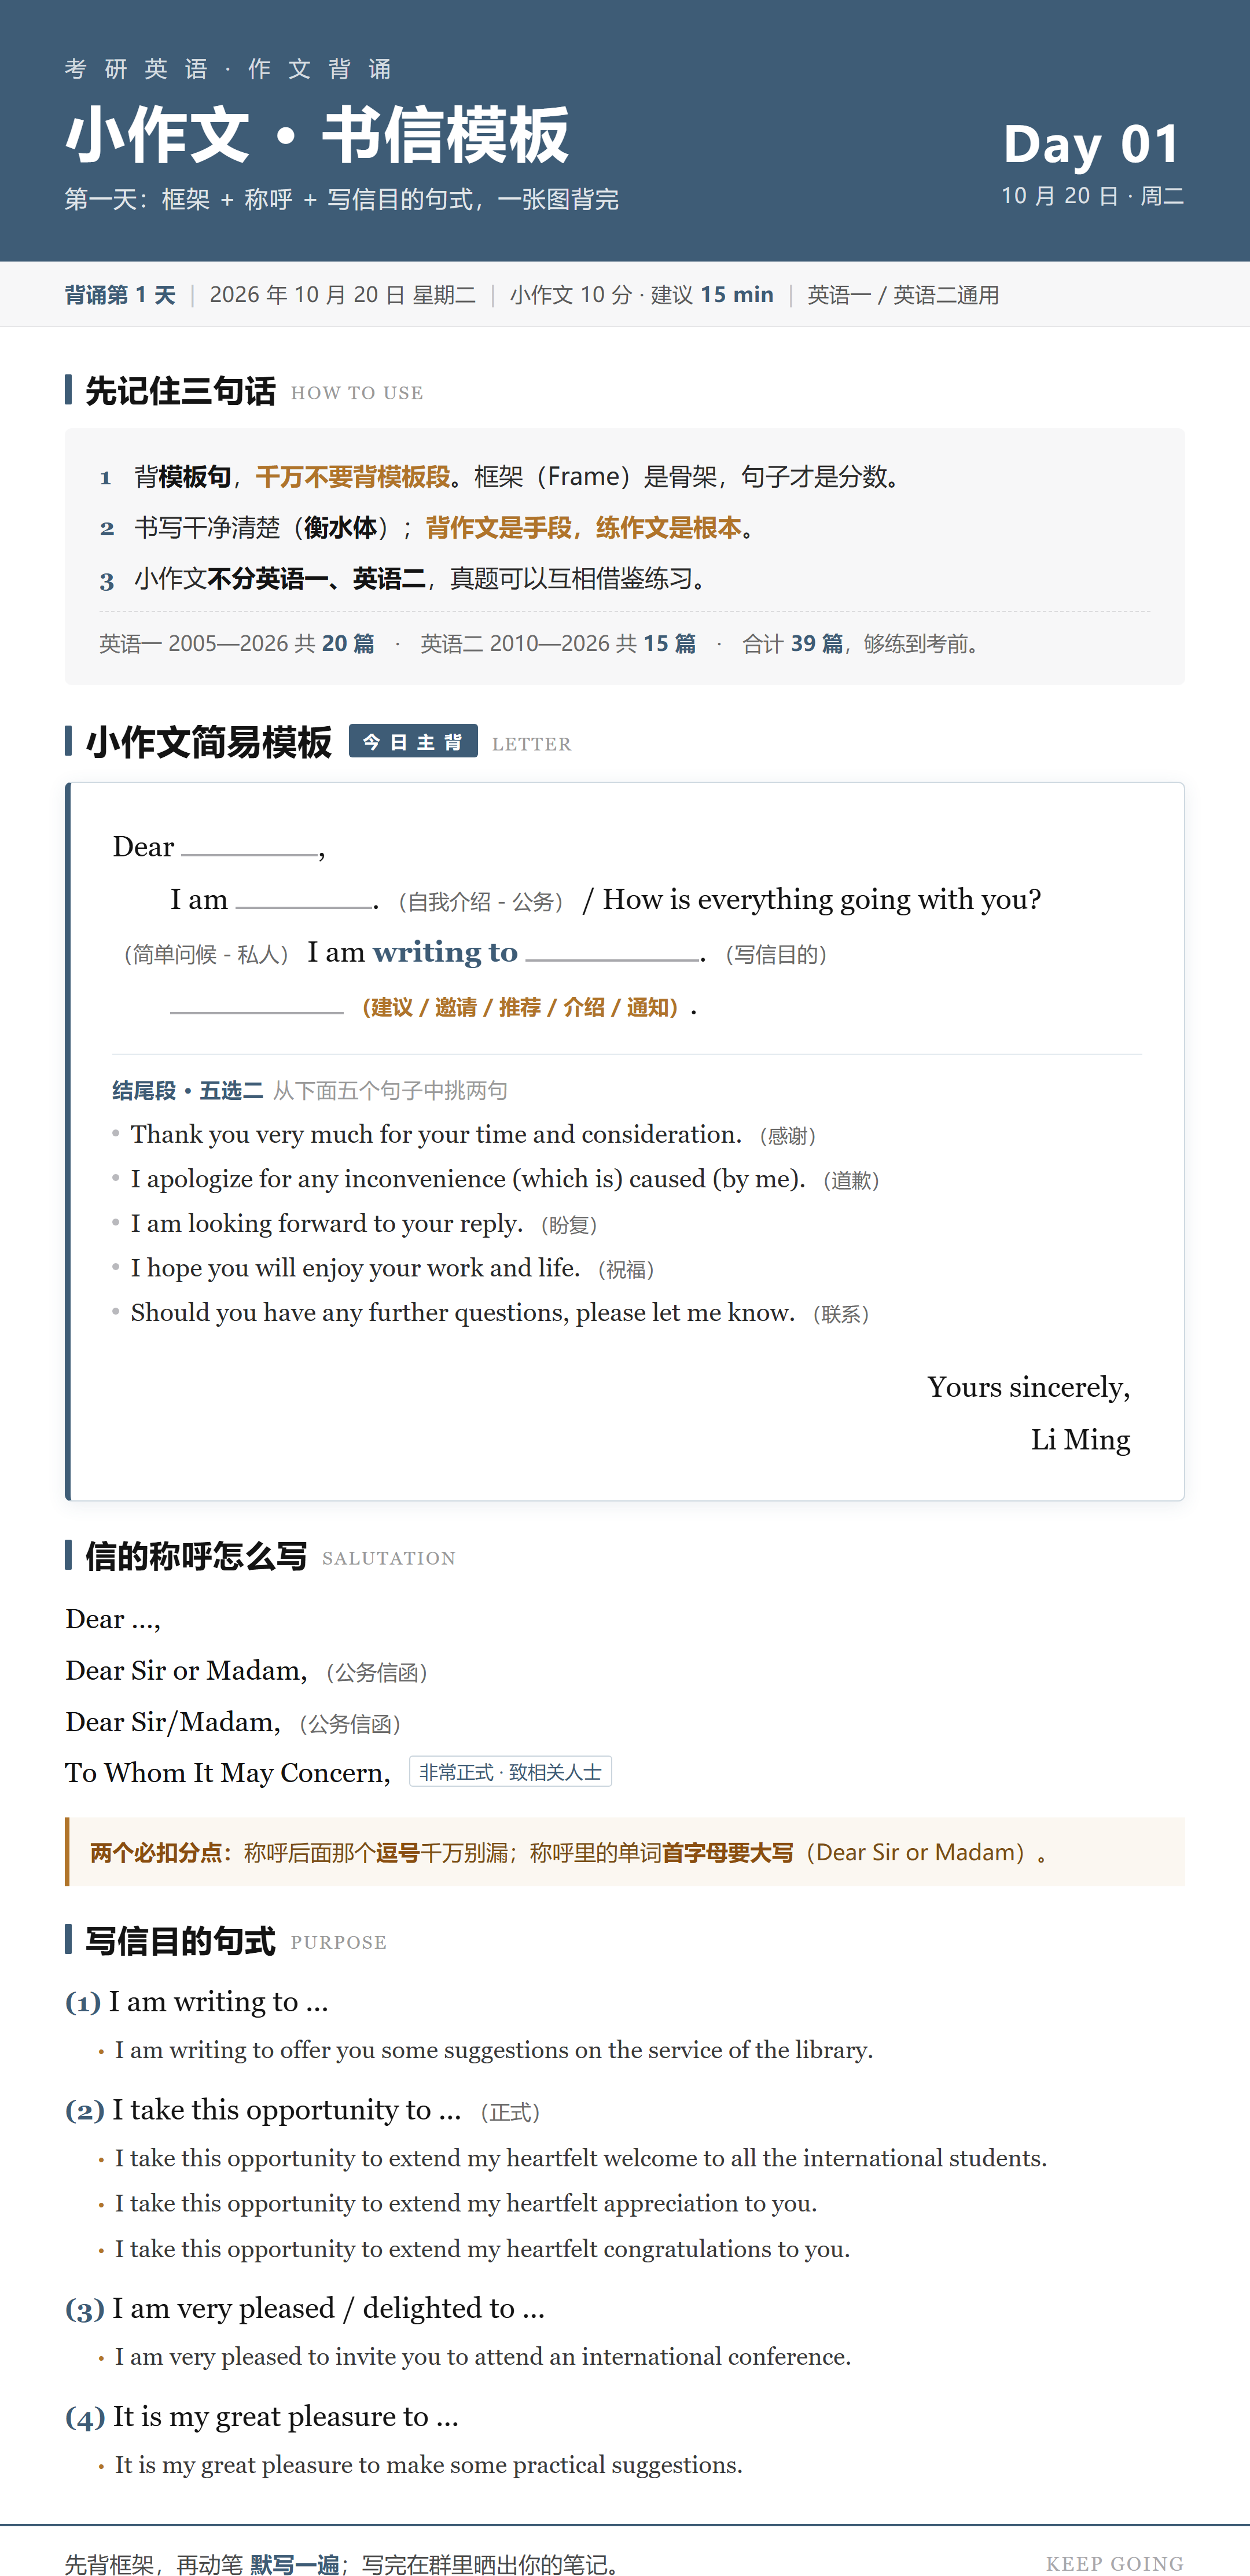 考研英语·作文背诵
小作文·书信模板
第一天：框架 + 称呼 + 写信目的句式，一张图背完
Day 01
10 月 20 日 · 周二
背诵第 1 天 | 2026 年 10 月 20 日 星期二 | 小作文 10 分 · 建议 15 min | 英语一 / 英语二通用
先记住三句话 HOW TO USE
1 背模板句，千万不要背模板段。框架（Frame）是骨架，句子才是分数。
2 书写干净清楚（衡水体）；背作文是手段，练作文是根本。
3 小作文不分英语一、英语二，真题可以互相借鉴练习。
英语一 2005—2026 共 20 篇 · 英语二 2010—2026 共 15 篇 · 合计 39 篇，够练到考前。
小作文简易模板 今日主背 LETTER
Dear ________,
I am ________. （自我介绍 - 公务） / How is everything going with you?
（简单问候 - 私人） I am writing to ________. （写信目的）
________ （建议 / 邀请 / 推荐 / 介绍 / 通知）.
结尾段·五选二 从下面五个句子中挑两句
• Thank you very much for your time and consideration. （感谢）
• I apologize for any inconvenience (which is) caused (by me). （道歉）
• I am looking forward to your reply. （盼复）
• I hope you will enjoy your work and life. （祝福）
• Should you have any further questions, please let me know. （联系）
Yours sincerely,
Li Ming
信的称呼怎么写 SALUTATION
Dear ...,
Dear Sir or Madam, （公务信函）
Dear Sir/Madam, （公务信函）
To Whom It May Concern, 非常正式 · 致相关人士
两个必扣分点：称呼后面那个逗号千万别漏；称呼里的单词首字母要大写（Dear Sir or Madam）。
写信目的句式 PURPOSE
(1) I am writing to ...
• I am writing to offer you some suggestions on the service of the library.
(2) I take this opportunity to ... （正式）
• I take this opportunity to extend my heartfelt welcome to all the international students.
• I take this opportunity to extend my heartfelt appreciation to you.
• I take this opportunity to extend my heartfelt congratulations to you.
(3) I am very pleased / delighted to ...
• I am very pleased to invite you to attend an international conference.
(4) It is my great pleasure to ...
• It is my great pleasure to make some practical suggestions.
先背框架，再动笔 默写一遍；写完在群里晒出你的笔记。
KEEP GOING